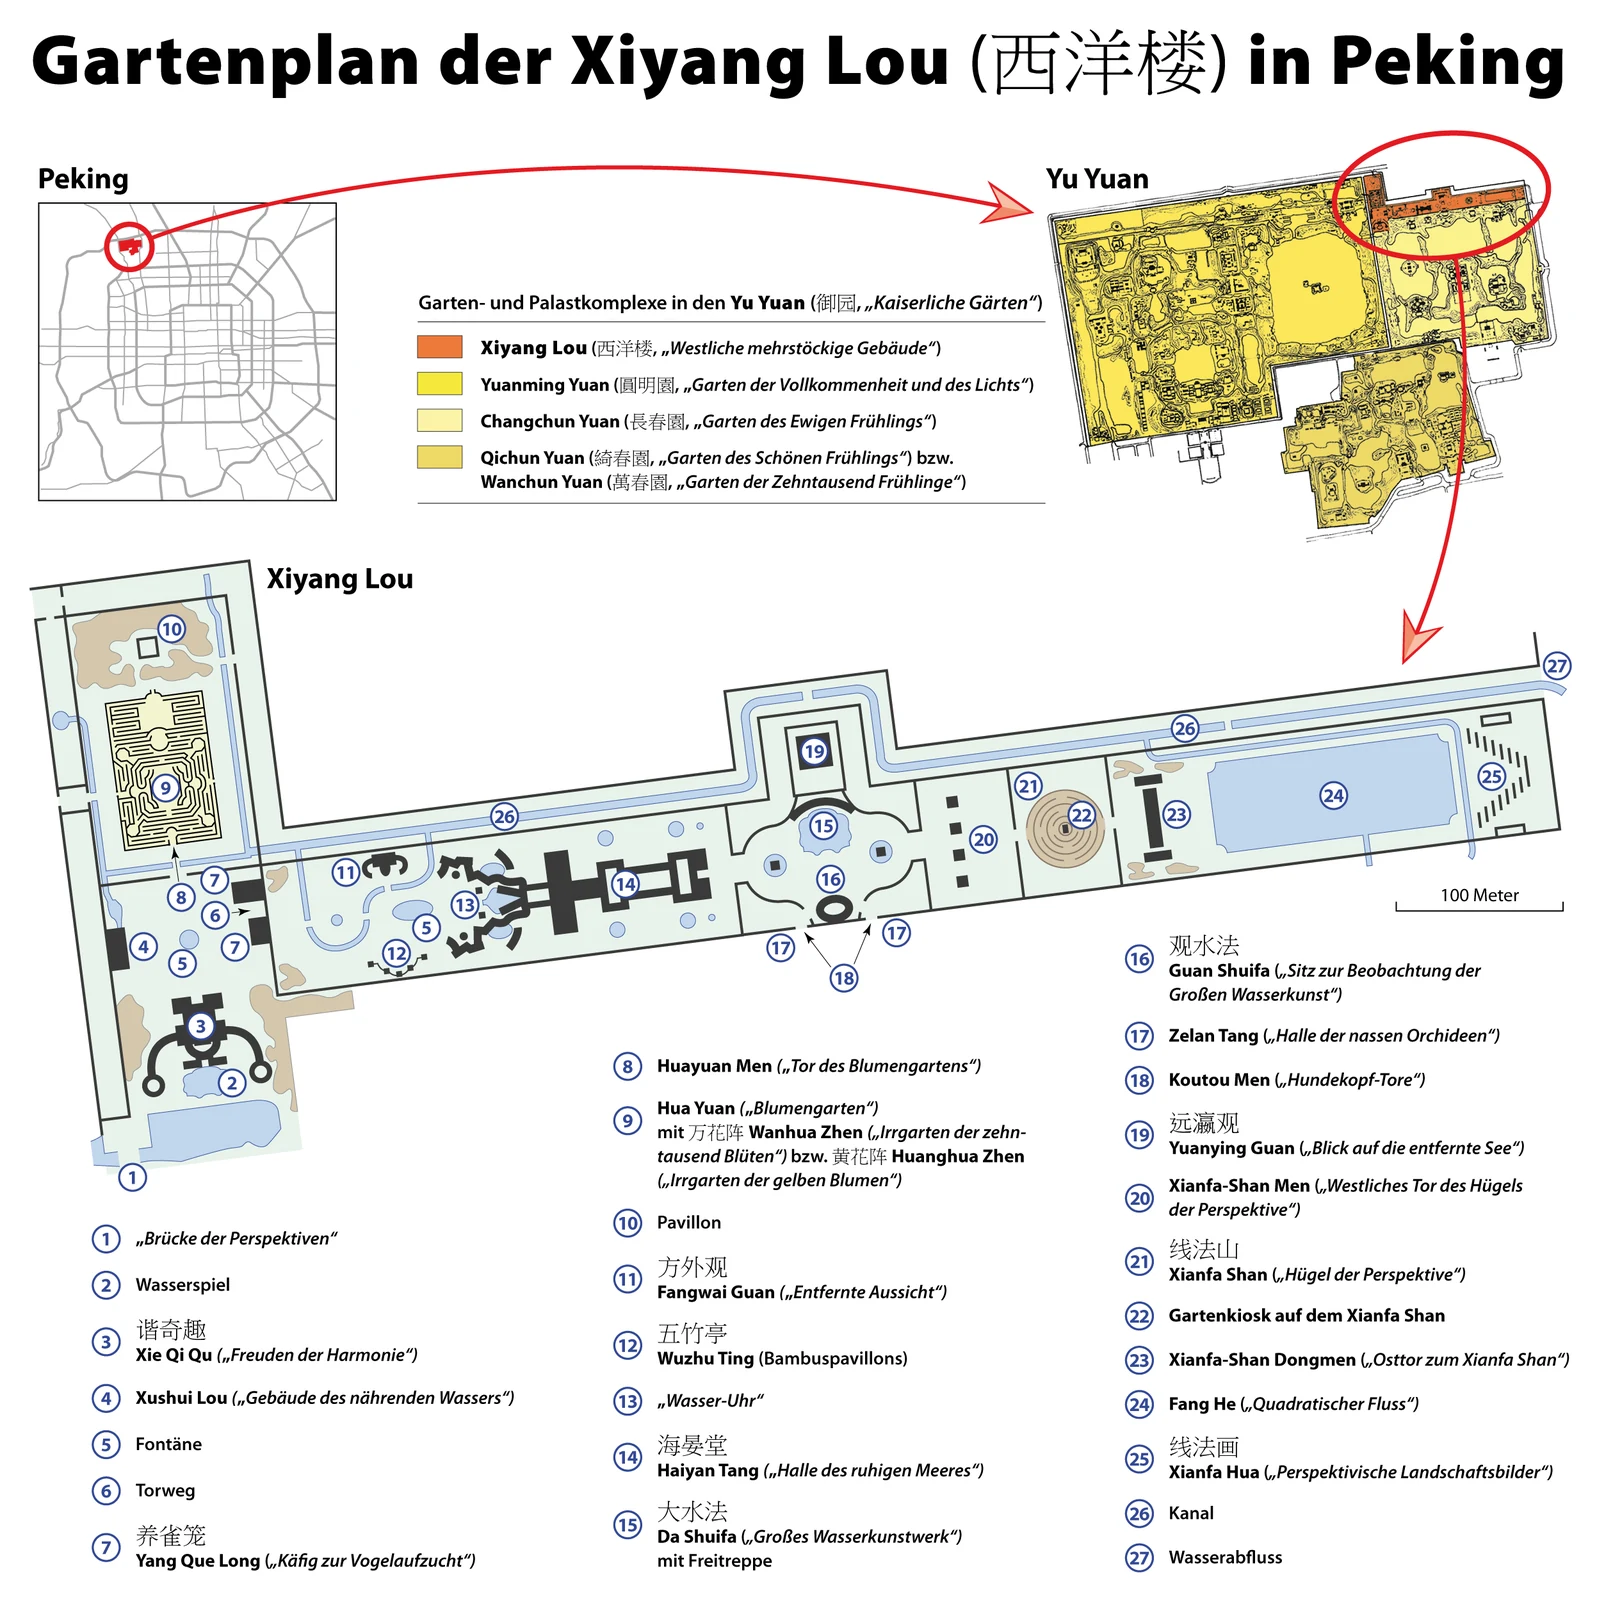 Gartenplan der Xiyang Lou (西洋楼) in Peking
Peking
Yu Yuan
Garten- und Palastkomplexe in den Yu Yuan (御园, „Kaiserliche Gärten“)
Xiyang Lou (西洋楼, „Westliche mehrstöckige Gebäude“)
Yuanming Yuan (圓明園, „Garten der Vollkommenheit und des Lichts“)
Changchun Yuan (長春園, „Garten des Ewigen Frühlings“)
Qichun Yuan (綺春園, „Garten des Schönen Frühlings“) bzw.
Wanchun Yuan (萬春園, „Garten der Zehntausend Frühlinge“)
Xiyang Lou
10
9
8
7
6
7
4
5
3
2
1
26
11
5
13
12
14
19
15
16
17
17
18
20
21
22
23
26
24
25
27
100 Meter
1 „Brücke der Perspektiven“
2 Wasserspiel
谐奇趣
3 Xie Qi Qu („Freuden der Harmonie“)
4 Xushui Lou („Gebäude des nährenden Wassers“)
5 Fontäne
6 Torweg
养雀笼
7 Yang Que Long („Käfig zur Vogelaufzucht“)
8 Huayuan Men („Tor des Blumengartens“)
9 Hua Yuan („Blumengarten“)
mit 万花阵 Wanhua Zhen („Irrgarten der zehn-
tausend Blüten“) bzw. 黄花阵 Huanghua Zhen
(„Irrgarten der gelben Blumen“)
10 Pavillon
方外观
11 Fangwai Guan („Entfernte Aussicht“)
五竹亭
12 Wuzhu Ting (Bambuspavillons)
13 „Wasser-Uhr“
海晏堂
14 Haiyan Tang („Halle des ruhigen Meeres“)
大水法
15 Da Shuifa („Großes Wasserkunstwerk“)
mit Freitreppe
观水法
16 Guan Shuifa („Sitz zur Beobachtung der
Großen Wasserkunst“)
17 Zelan Tang („Halle der nassen Orchideen“)
18 Koutou Men („Hundekopf-Tore“)
远瀛观
19 Yuanying Guan („Blick auf die entfernte See“)
20 Xianfa-Shan Men („Westliches Tor des Hügels
der Perspektive“)
线法山
21 Xianfa Shan („Hügel der Perspektive“)
22 Gartenkiosk auf dem Xianfa Shan
23 Xianfa-Shan Dongmen („Osttor zum Xianfa Shan“)
24 Fang He („Quadratischer Fluss“)
线法画
25 Xianfa Hua („Perspektivische Landschaftsbilder“)
26 Kanal
27 Wasserabfluss